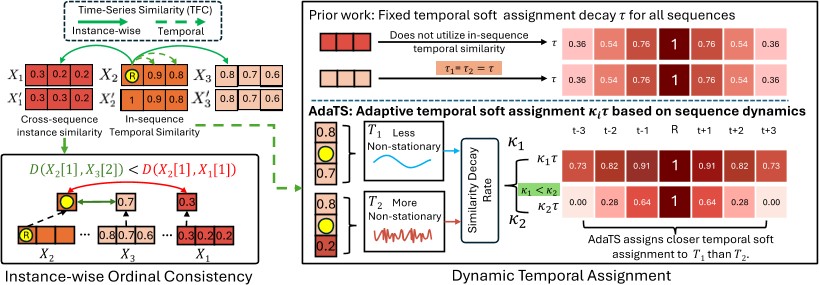 Time-Series Similarity (TFC)
Instance-wise Temporal
X₁ 0.3 0.2 0.2 X₂ R 0.9 0.8 X₃ 0.8 0.7 0.6
X′₁ 0.3 0.3 0.2 X′₂ 1 0.9 0.8 X′₃ 0.8 0.7 0.6
Cross-sequence
instance similarity
In-sequence
Temporal Similarity
D(X₂[1], X₃[2]) < D(X₂[1], X₁[1])
0.7 0.3
R ... 0.8 0.7 0.6 ... 0.3 0.2 0.2
X₂ X₃ X₁
Instance-wise Ordinal Consistency
Prior work: Fixed temporal soft assignment decay τ for all sequences
Does not utilize in-sequence
temporal similarity
τ 0.36 0.54 0.76 1 0.76 0.54 0.36
τ₁= τ₂ = τ
τ 0.36 0.54 0.76 1 0.76 0.54 0.36
AdaTS: Adaptive temporal soft assignment κᵢτ based on sequence dynamics
t-3 t-2 t-1 R t+1 t+2 t+3
0.8
0.7
T₁ Less
Non-stationary
0.8
0.2
T₂ More
Non-stationary
Similarity Decay
Rate
κ₁
κ₂
κ₁τ 0.73 0.82 0.91 1 0.91 0.82 0.73
κ₁ < κ₂
κ₂τ 0.00 0.28 0.64 1 0.64 0.28 0.00
AdaTS assigns closer temporal soft
assignment to T₁ than T₂.
Dynamic Temporal Assignment